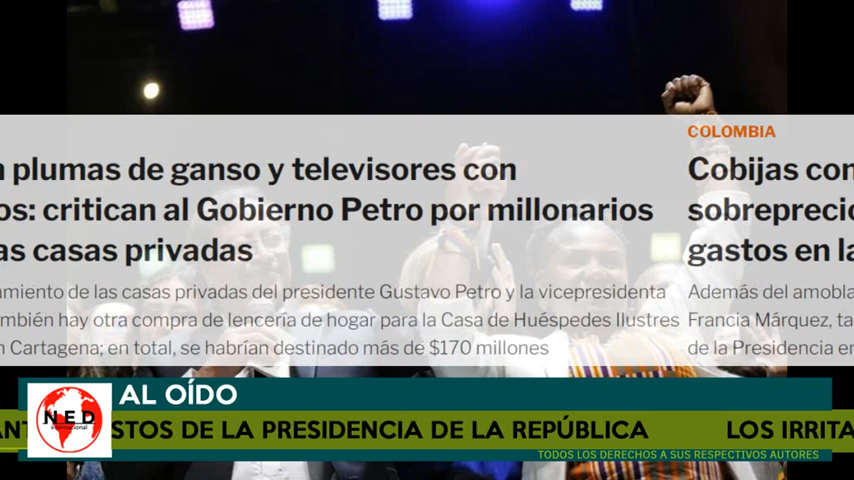 plumas de ganso y televisores con
os: critican al Gobierno Petro por millonarios
as casas privadas
amiento de las casas privadas del presidente Gustavo Petro y la vicepresidenta
mbién hay otra compra de lencería de hogar para la Casa de Huéspedes Ilustres
n Cartagena; en total, se habrían destinado más de $170 millones
COLOMBIA
Cobijas con
sobreprecio
gastos en la
Además del amobla
Francia Márquez, ta
de la Presidencia en
AL OÍDO
NED
international
STOS DE LA PRESIDENCIA DE LA REPÚBLICA LOS IRRITA
TODOS LOS DERECHOS A SUS RESPECTIVOS AUTORES